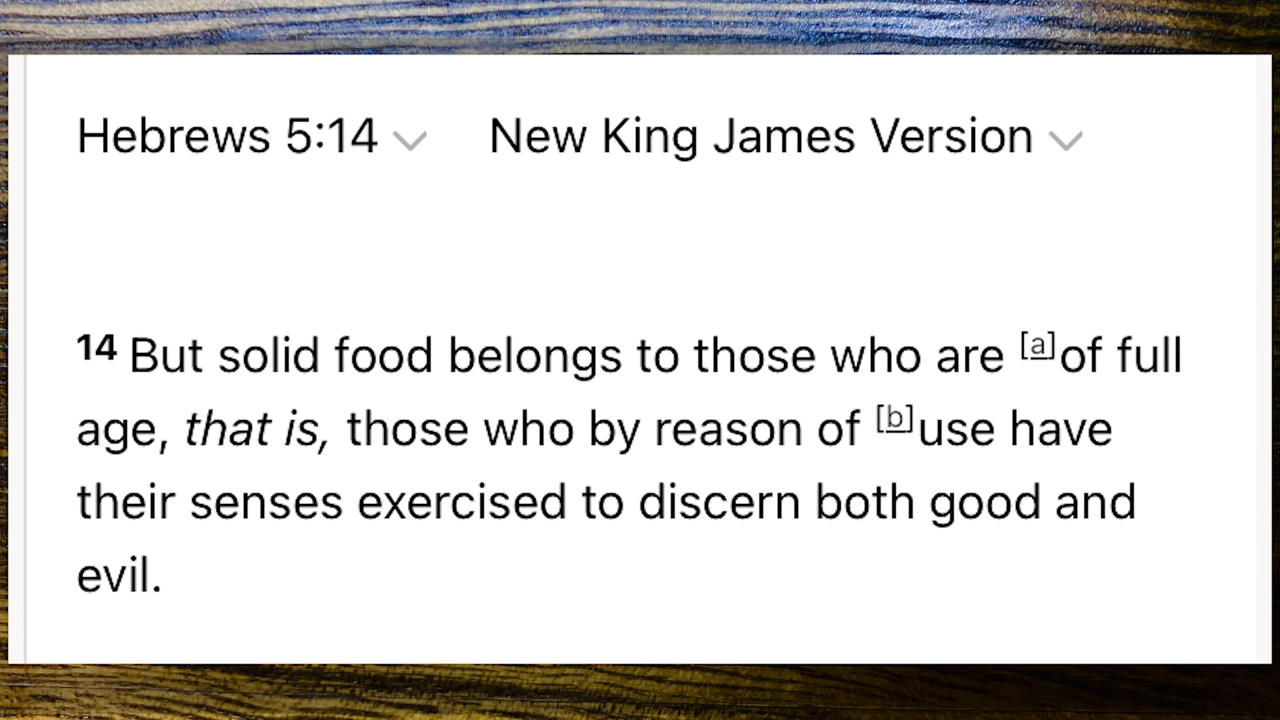 Hebrews 5:14 New King James Version
14 But solid food belongs to those who are [a]of full
age, that is, those who by reason of [b]use have
their senses exercised to discern both good and
evil.